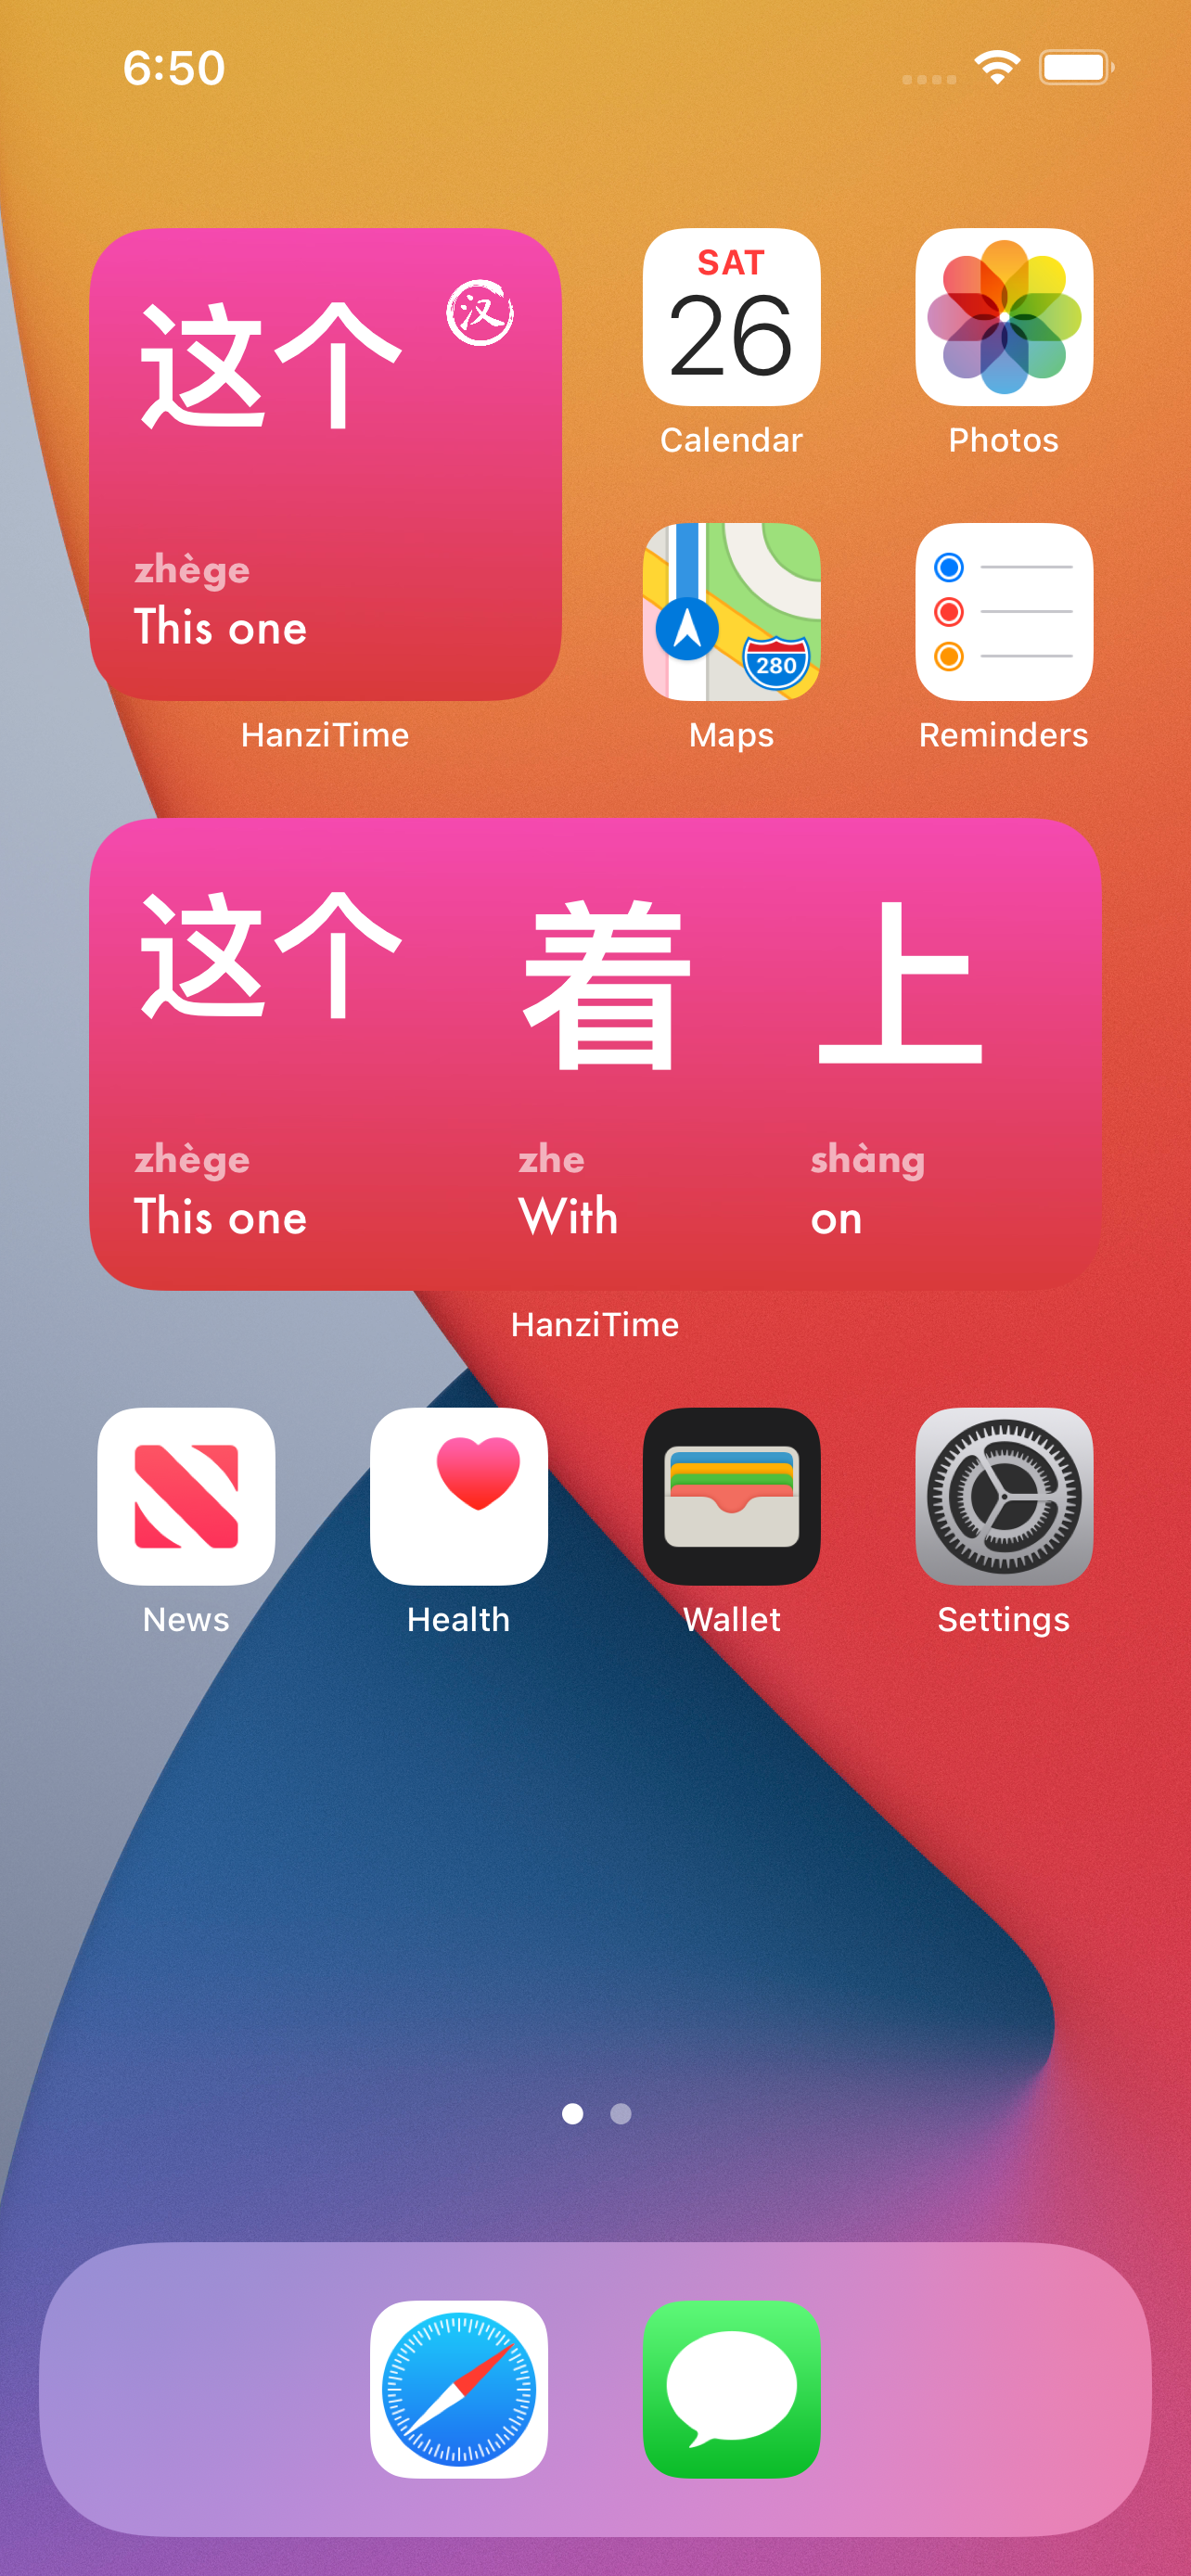 6:50
这个
汉
zhège
This one
HanziTime
SAT
26
Calendar
Photos
280
Maps
Reminders
这个 着 上
zhège zhe shàng
This one With on
HanziTime
News Health Wallet Settings